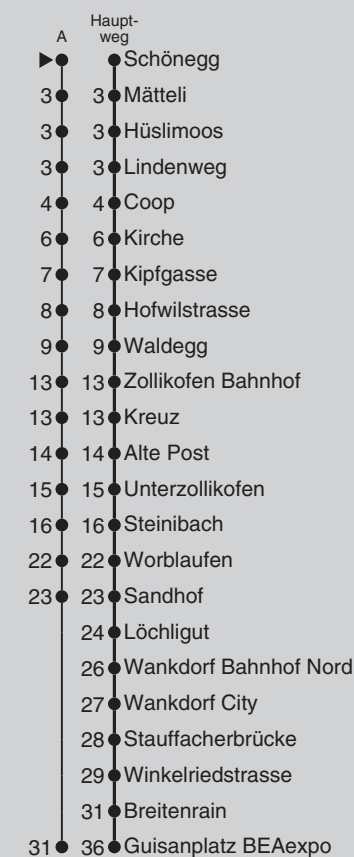 A Haupt-
weg
Schönegg
3 3 Mätteli
3 3 Hüslimoos
3 3 Lindenweg
4 4 Coop
6 6 Kirche
7 7 Kipfgasse
8 8 Hofwilstrasse
9 9 Waldegg
13 13 Zollikofen Bahnhof
13 13 Kreuz
14 14 Alte Post
15 15 Unterzollikofen
16 16 Steinibach
22 22 Worblaufen
23 23 Sandhof
24 Löchligut
26 Wankdorf Bahnhof Nord
27 Wankdorf City
28 Stauffacherbrücke
29 Winkelriedstrasse
31 Breitenrain
31 36 Guisanplatz BEAexpo